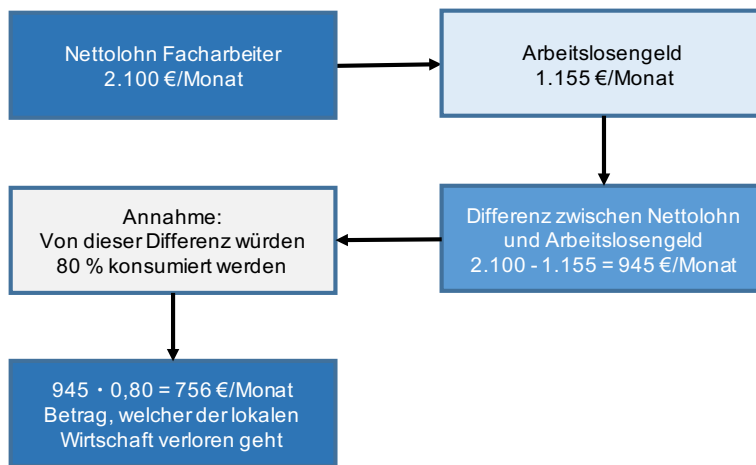 Nettolohn Facharbeiter
2.100 €/Monat
Arbeitslosengeld
1.155 €/Monat
Differenz zwischen Nettolohn
und Arbeitslosengeld
2.100 - 1.155 = 945 €/Monat
Annahme:
Von dieser Differenz würden
80 % konsumiert werden
945 · 0,80 = 756 €/Monat
Betrag, welcher der lokalen
Wirtschaft verloren geht